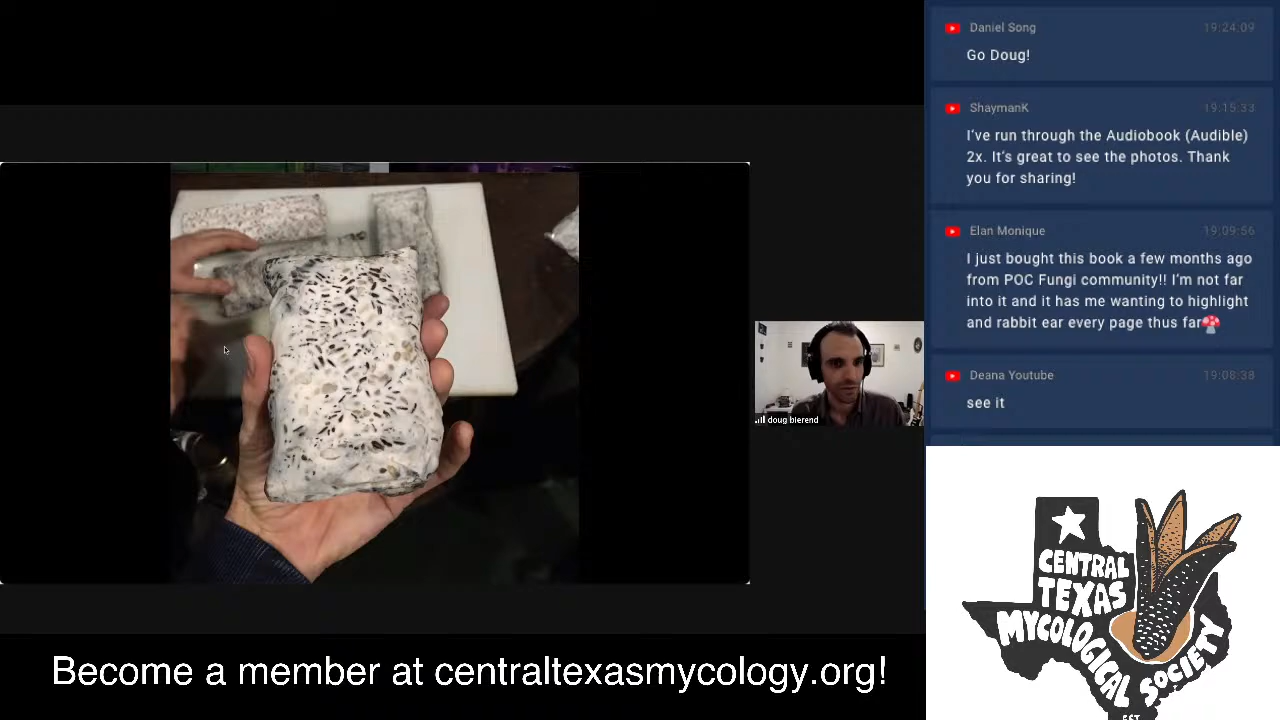 Daniel Song
19:24:09
Go Doug!
ShaymanK
19:15:33
I've run through the Audiobook (Audible)
2x. It's great to see the photos. Thank
you for sharing!
Elan Monique
19:09:56
I just bought this book a few months ago
from POC Fungi community!! I'm not far
into it and it has me wanting to highlight
and rabbit ear every page thus far🍄
Deana Youtube
19:08:38
see it
doug bierend
CENTRAL
TEXAS
MYCOLOGICAL
SOCIETY
EST
Become a member at centraltexasmycology.org!